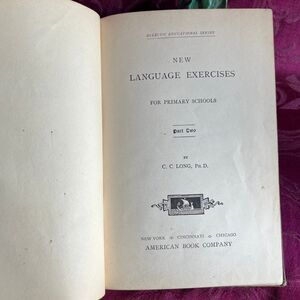 ECLECTIC EDUCATIONAL SERIES
NEW
LANGUAGE EXERCISES
FOR PRIMARY SCHOOLS
Part Two
BY
C. C. LONG, Ph.D.
NEW YORK CINCINNATI CHICAGO
AMERICAN BOOK COMPANY